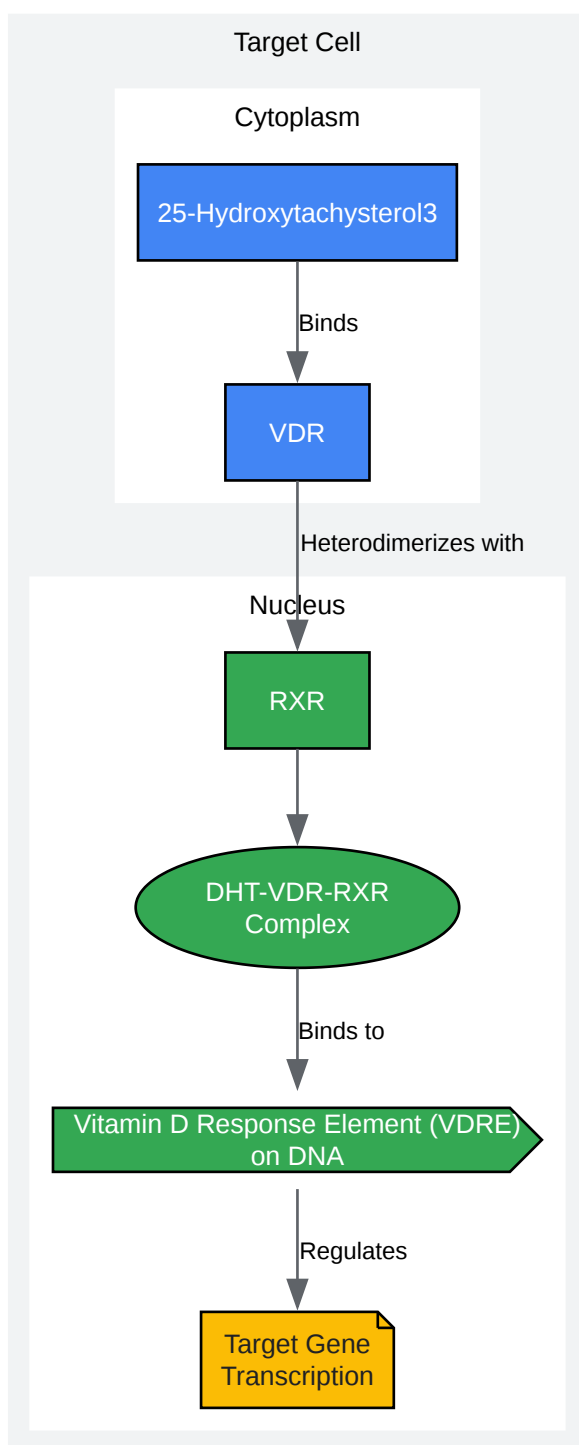 Target Cell
Cytoplasm
25-Hydroxytachysterol3
Binds
VDR
Heterodimerizes with
Nucleus
RXR
DHT-VDR-RXR
Complex
Binds to
Vitamin D Response Element (VDRE)
on DNA
Regulates
Target Gene
Transcription